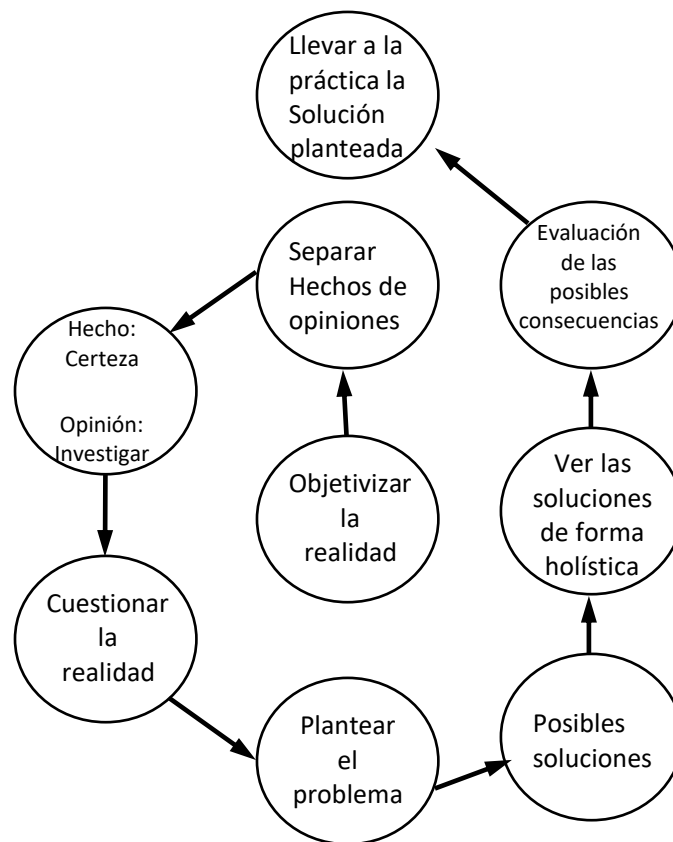 Llevar a la
práctica la
Solución
planteada
Separar
Hechos de
opiniones
Evaluación
de las
posibles
consecuencias
Hecho:
Certeza
Opinión:
Investigar
Objetivizar
la
realidad
Ver las
soluciones
de forma
holística
Cuestionar
la
realidad
Plantear
el
problema
Posibles
soluciones